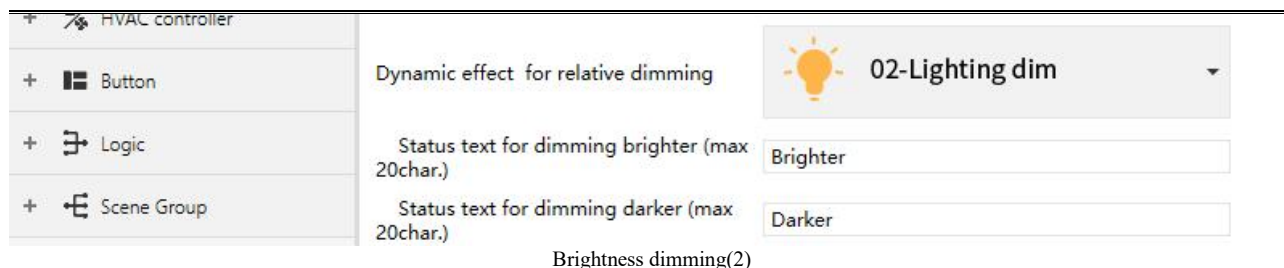 HVAC controller
Button
Logic
Scene Group
Dynamic effect for relative dimming
02-Lighting dim
Status text for dimming brighter (max
20char.)
Brighter
Status text for dimming darker (max
20char.)
Darker
Brightness dimming(2)